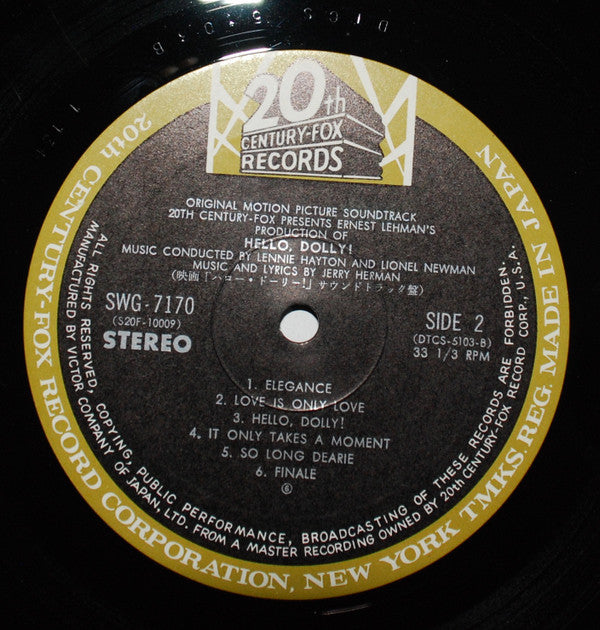 20th
CENTURY-FOX
RECORDS
ORIGINAL MOTION PICTURE SOUNDTRACK
20TH CENTURY-FOX PRESENTS ERNEST LEHMAN'S
PRODUCTION OF
HELLO, DOLLY!
MUSIC CONDUCTED BY LENNIE HAYTON AND LIONEL NEWMAN
MUSIC AND LYRICS BY JERRY HERMAN
(映画「ハロー・ドーリー!」サウンドトラック盤)
SWG-7170
(S20F-10009)
STEREO
SIDE 2
(DTCS-5103-B)
33 1/3 RPM
1. ELEGANCE
2. LOVE IS ONLY LOVE
3. HELLO, DOLLY!
4. IT ONLY TAKES A MOMENT
5. SO LONG DEARIE
6. FINALE
6
ALL RIGHTS RESERVED, COPYING, PUBLIC PERFORMANCE, BROADCASTING OF THESE RECORDS ARE FORBIDDEN.
MANUFACTURED BY VICTOR COMPANY OF JAPAN, LTD. FROM A MASTER RECORDING OWNED BY 20th CENTURY-FOX RECORD CORP., U.S.A.
20th CENTURY-FOX RECORD CORPORATION, NEW YORK TMKS. REG. MADE IN JAPAN